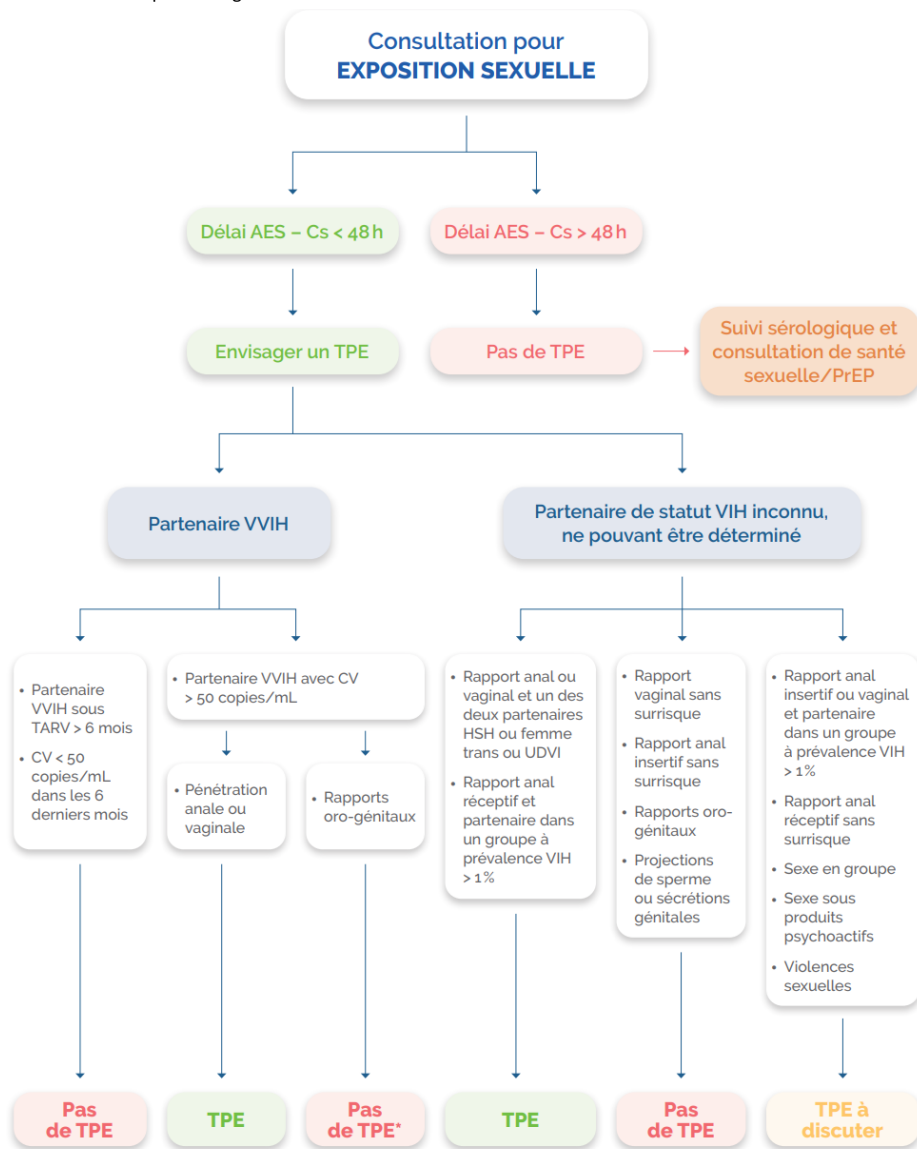 Consultation pour
EXPOSITION SEXUELLE
Délai AES – Cs < 48 h
Délai AES – Cs > 48 h
Envisager un TPE
Pas de TPE
Suivi sérologique et
consultation de santé
sexuelle/PrEP
Partenaire VVIH
Partenaire de statut VIH inconnu,
ne pouvant être déterminé
• Partenaire
VVIH sous
TARV > 6 mois
• CV < 50
copies/mL
dans les 6
derniers mois
• Partenaire VVIH avec CV
> 50 copies/mL
• Pénétration
anale ou
vaginale
• Rapports
oro-génitaux
• Rapport anal ou
vaginal et un des
deux partenaires
HSH ou femme
trans ou UDVI
• Rapport anal
réceptif et
partenaire dans
un groupe à
prévalence VIH
> 1 %
• Rapport
vaginal sans
surrisque
• Rapport anal
insertif sans
surrisque
• Rapports oro-
génitaux
• Projections
de sperme
ou sécrétions
génitales
• Rapport anal
insertif ou vaginal
et partenaire
dans un groupe
à prévalence VIH
> 1 %
• Rapport anal
réceptif sans
surrisque
• Sexe en groupe
• Sexe sous
produits
psychoactifs
• Violences
sexuelles
Pas
de TPE
TPE
Pas
de TPE*
TPE
Pas
de TPE
TPE à
discuter